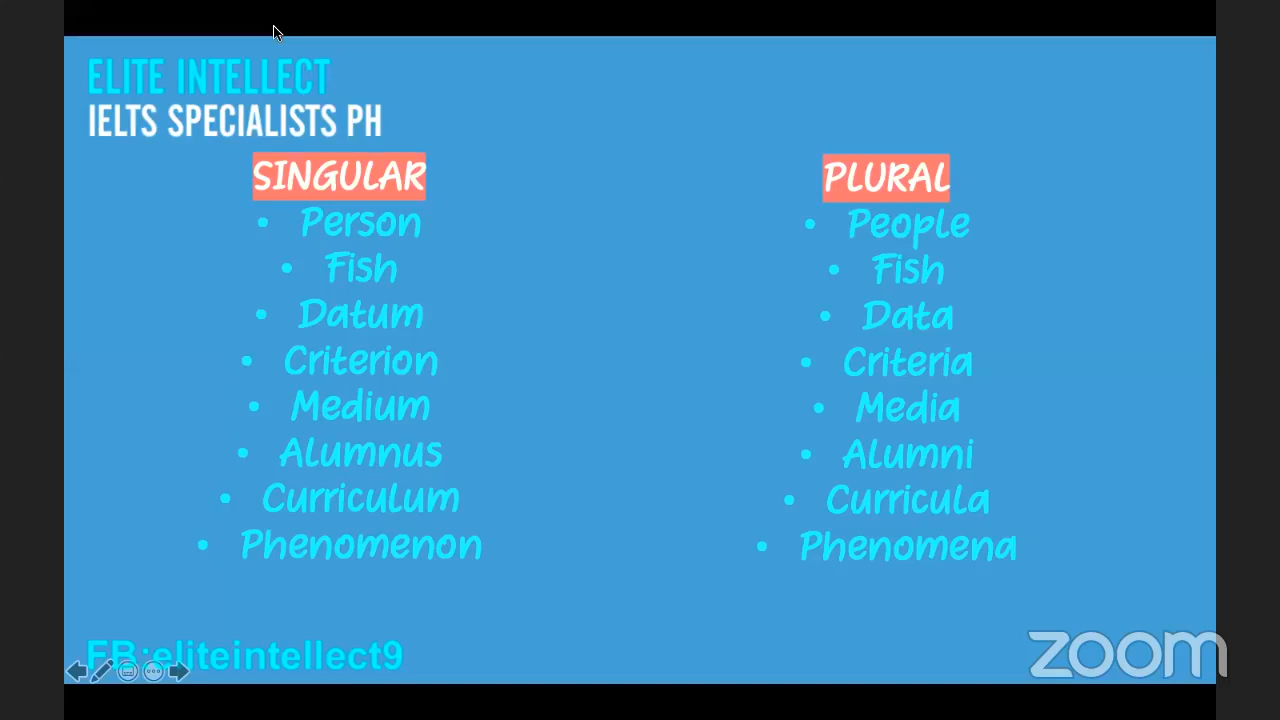 ELITE INTELLECT
IELTS SPECIALISTS PH
SINGULAR
• Person
• Fish
• Datum
• Criterion
• Medium
• Alumnus
• Curriculum
• Phenomenon
PLURAL
• People
• Fish
• Data
• Criteria
• Media
• Alumni
• Curricula
• Phenomena
FB:eliteintellect9
zoom